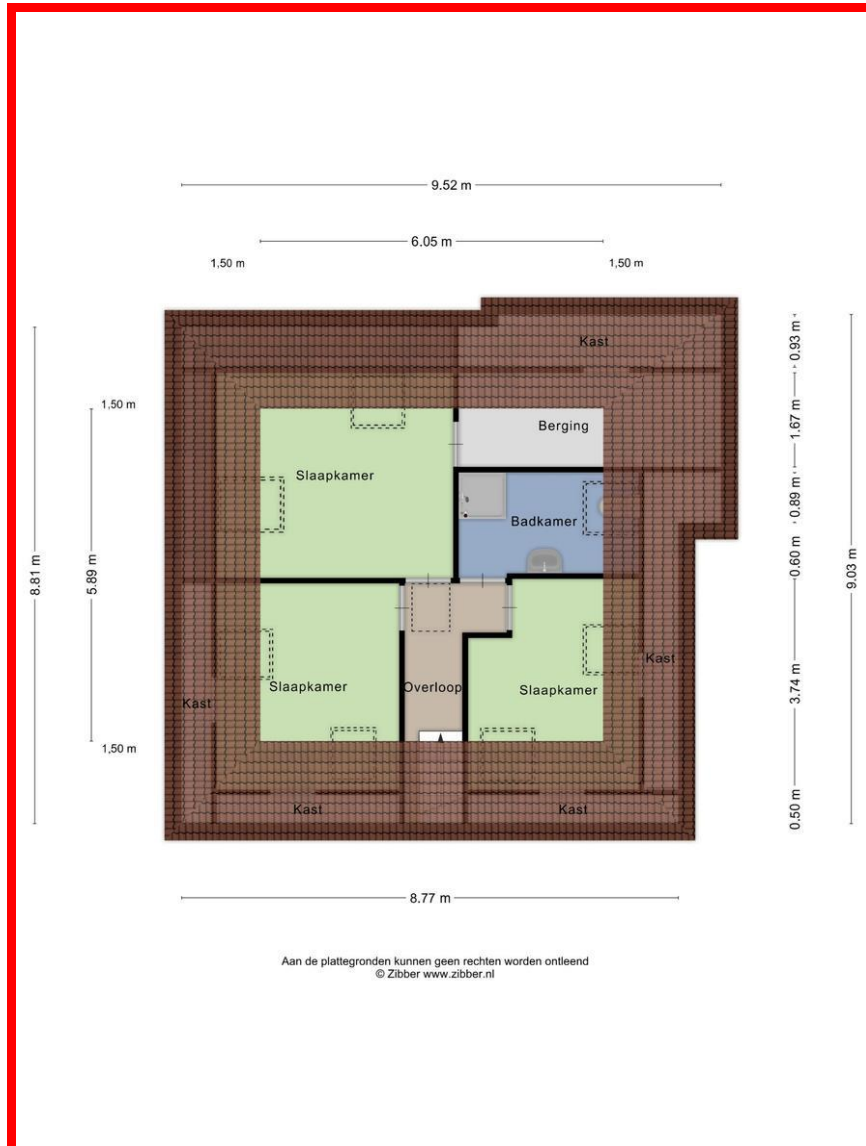 9.52 m
6.05 m
1,50 m
1,50 m
Kast
0.93 m
1,50 m
1.67 m
Berging
Slaapkamer
0.89 m
Badkamer
0.60 m
8.81 m
5.89 m
9.03 m
Slaapkamer
Overloop
Slaapkamer
Kast
3.74 m
Kast
1,50 m
Kast
Kast
0.50 m
8.77 m
Aan de plattegronden kunnen geen rechten worden ontleend
© Zibber www.zibber.nl